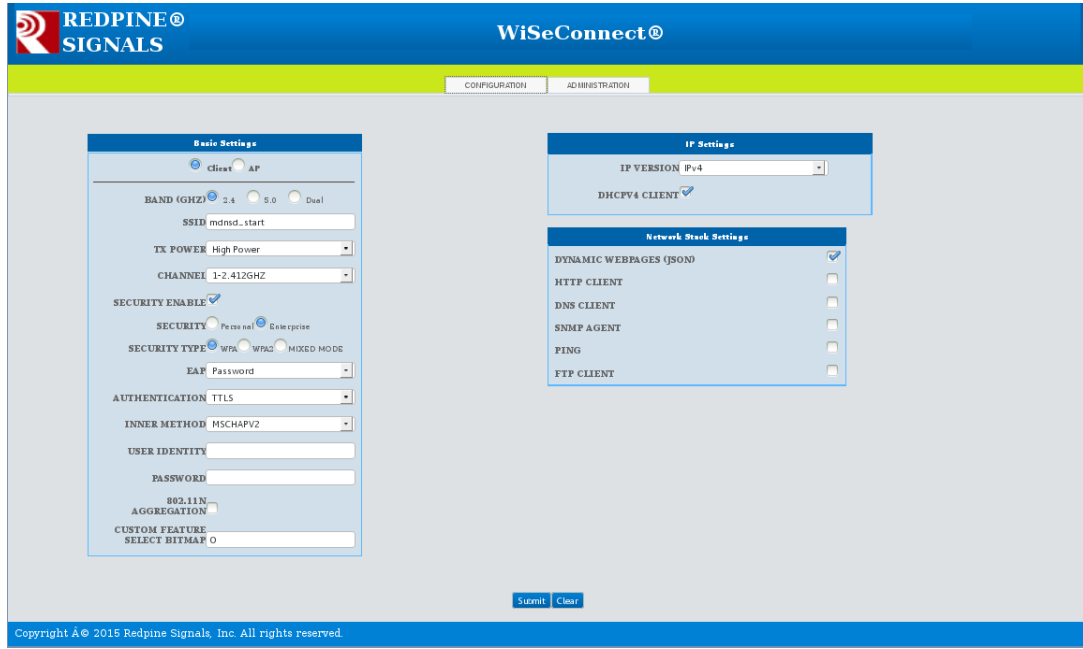 REDPINE®
SIGNALS
WiSeConnect®
CONFIGURATION
ADMINISTRATION
Basic Settings
Client AP
BAND (GHZ) 2.4 5.0 Dual
SSID mdnsd_start
TX POWER High Power
CHANNEL 1-2.412GHZ
SECURITY ENABLE
SECURITY Personal Enterprise
SECURITY TYPE WPA WPA2 MIXED MODE
EAP Password
AUTHENTICATION TTLS
INNER METHOD MSCHAPV2
USER IDENTITY
PASSWORD
802.11N
AGGREGATION
CUSTOM FEATURE
SELECT BITMAP 0
IP Settings
IP VERSION IPv4
DHCPV4 CLIENT
Network Stack Settings
DYNAMIC WEBPAGES (JSON)
HTTP CLIENT
DNS CLIENT
SNMP AGENT
PING
FTP CLIENT
Submit Clear
Copyright Â© 2015 Redpine Signals, Inc. All rights reserved.